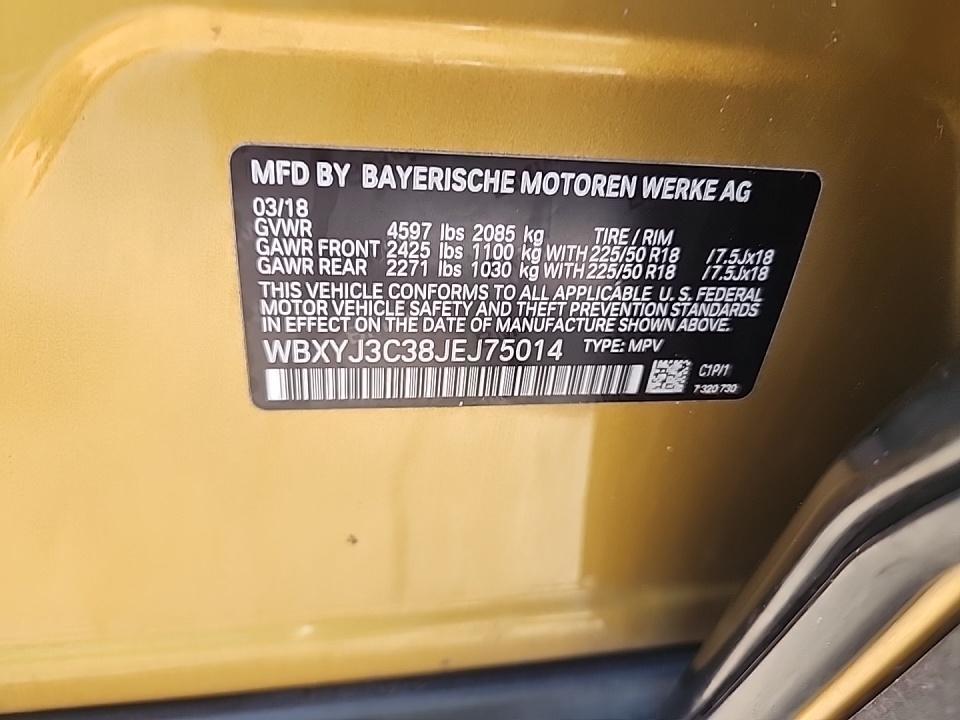 MFD BY BAYERISCHE MOTOREN WERKE AG
03/18
GVWR 4597 lbs 2085 kg TIRE / RIM
GAWR FRONT 2425 lbs 1100 kg WITH 225/50 R18 /7.5Jx18
GAWR REAR 2271 lbs 1030 kg WITH 225/50 R18 /7.5Jx18
THIS VEHICLE CONFORMS TO ALL APPLICABLE U. S. FEDERAL
MOTOR VEHICLE SAFETY AND THEFT PREVENTION STANDARDS
IN EFFECT ON THE DATE OF MANUFACTURE SHOWN ABOVE.
WBXYJ3C38JEJ75014 TYPE: MPV
C1P/1
7 320 730